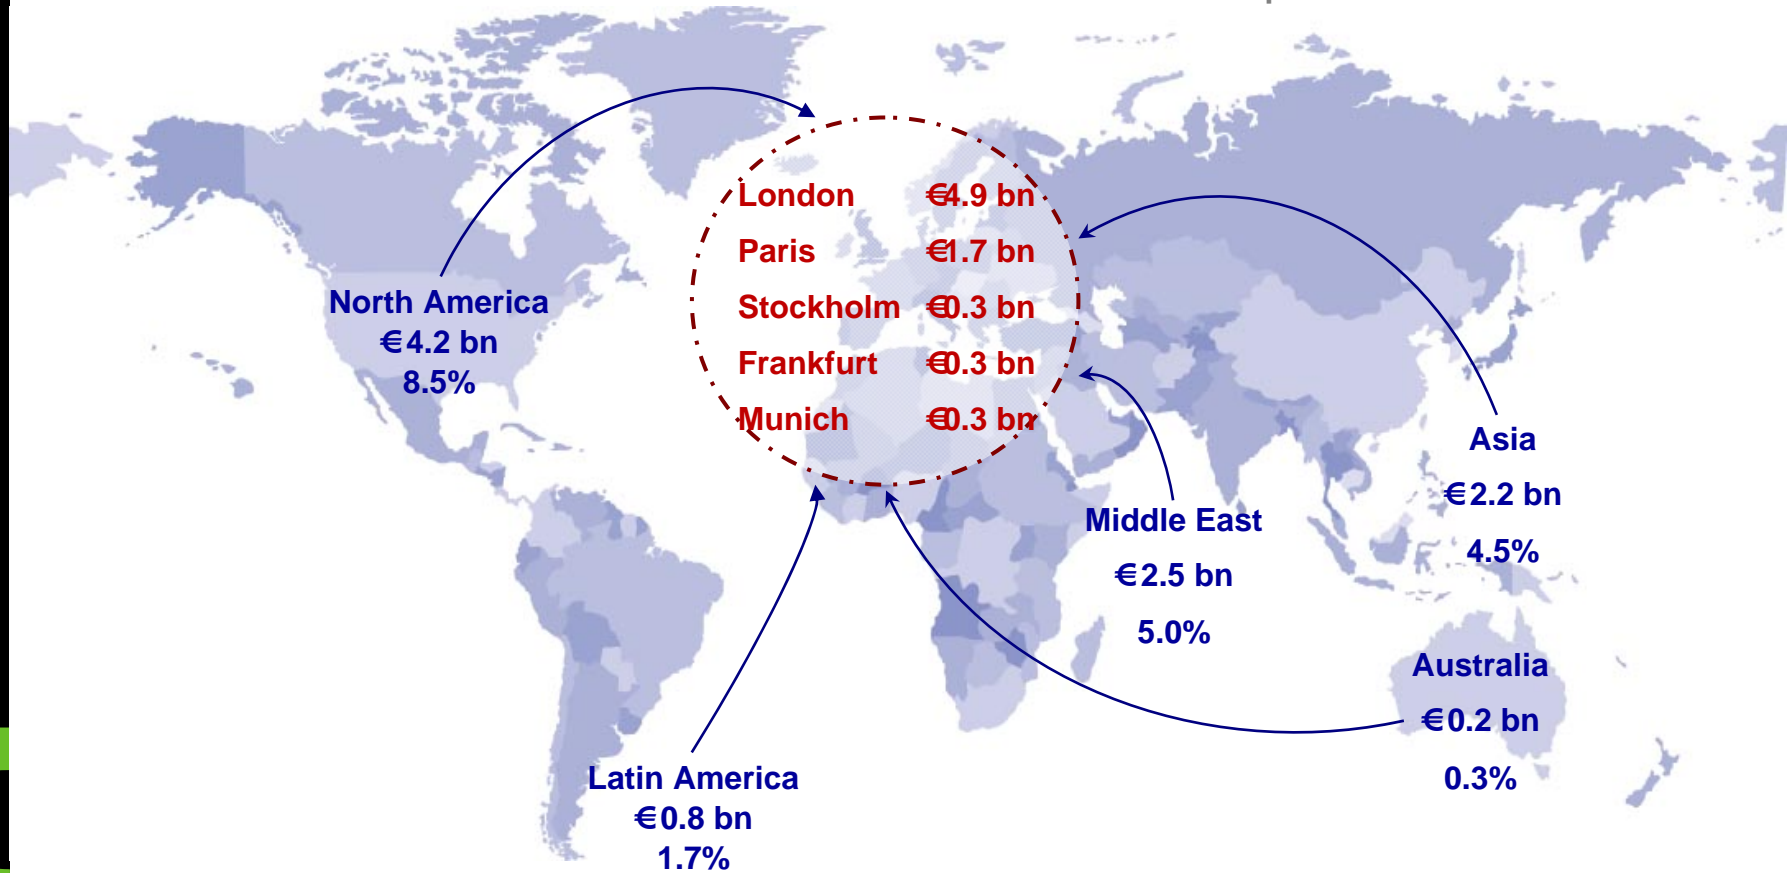 London €4.9 bn
Paris €1.7 bn
Stockholm €0.3 bn
Frankfurt €0.3 bn
Munich €0.3 bn
North America
€4.2 bn
8.5%
Asia
€2.2 bn
4.5%
Middle East
€2.5 bn
5.0%
Australia
€0.2 bn
0.3%
Latin America
€0.8 bn
1.7%